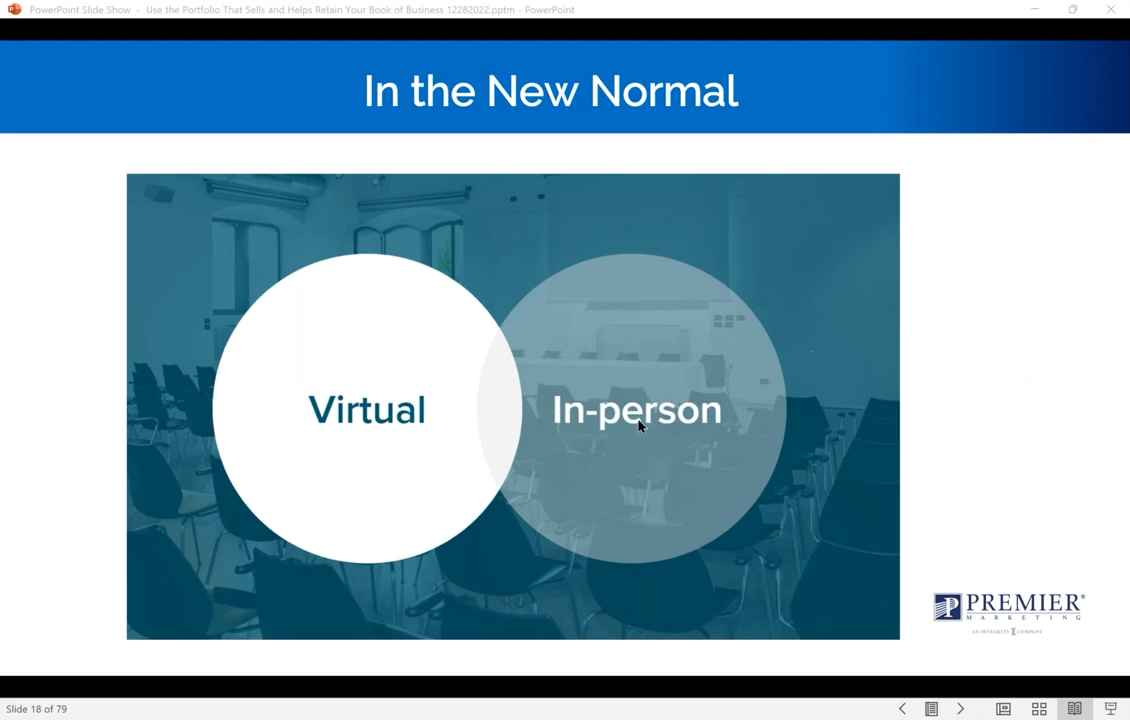 PowerPoint Slide Show - Use the Portfolio That Sells and Helps Retain Your Book of Business 12282022.pptm - PowerPoint
In the New Normal
Virtual
In-person
PREMIER®
MARKETING
AN INTEGRITY COMPANY
Slide 18 of 79